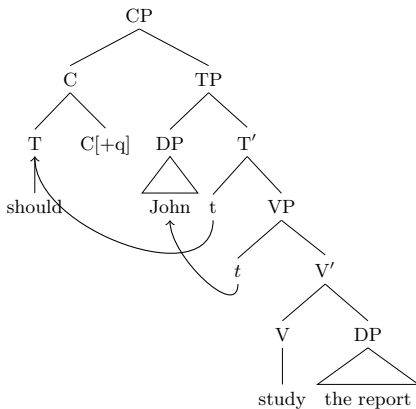 CP
C TP
T C[+q] DP T′
should John t VP
t V′
V DP
study the report